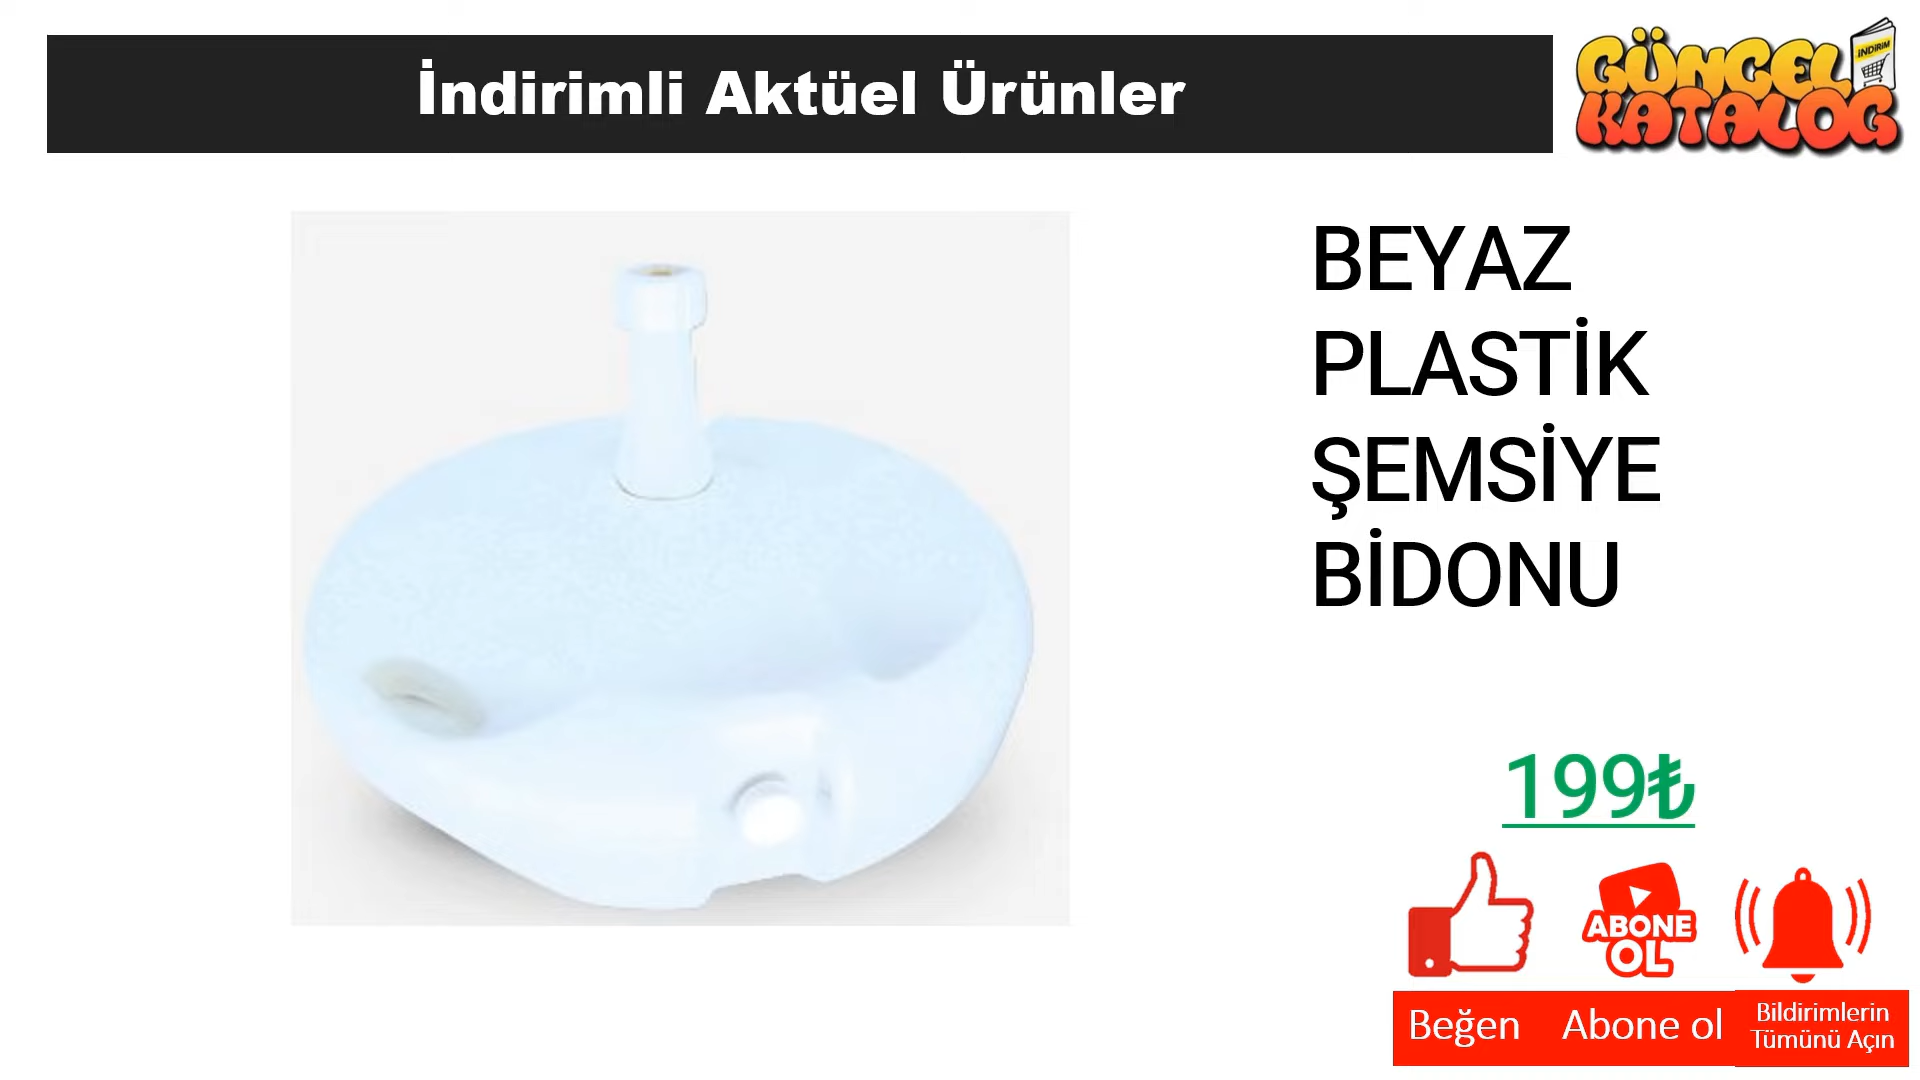 İndirimli Aktüel Ürünler
GÜNCEL
İNDİRİM
KATALOG
BEYAZ
PLASTİK
ŞEMSİYE
BİDONU
199₺
ABONE
OL
Beğen
Abone ol
Bildirimlerin
Tümünü Açın